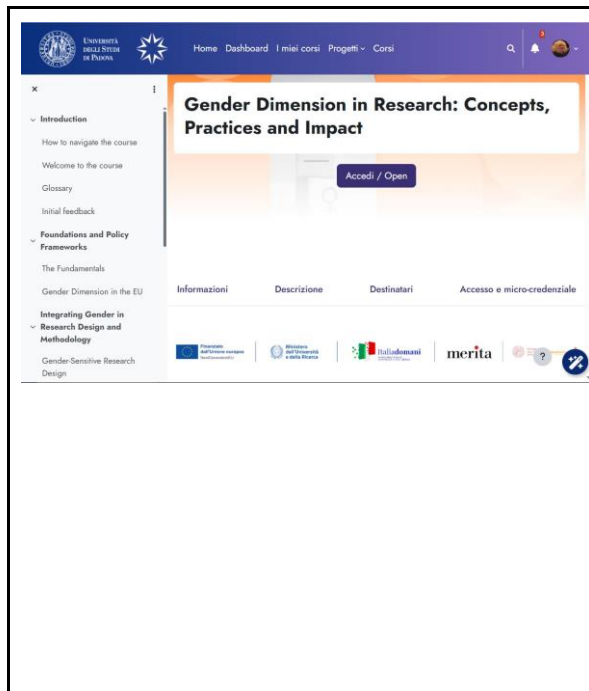 UNIVERSITÀ
DEGLI STUDI
DI PADOVA
Home Dashboard I miei corsi Progetti Corsi
3
Introduction
How to navigate the course
Welcome to the course
Glossary
Initial feedback
Foundations and Policy
Frameworks
The Fundamentals
Gender Dimension in the EU
Integrating Gender in
Research Design and
Methodology
Gender-Sensitive Research
Design
Gender Dimension in Research: Concepts,
Practices and Impact
Accedi / Open
Informazioni Descrizione Destinatari Accesso e micro-credenziale
Finanziato
dall'Unione europea
NextGenerationEU
Ministero
dell'Università
e della Ricerca
Italiadomani
merita
?